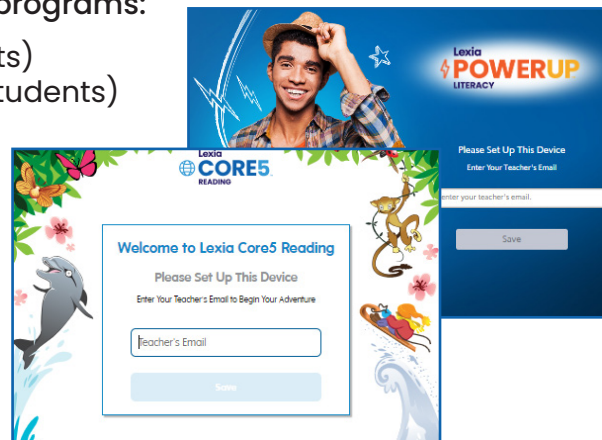 programs:
ts)
tudents)
Lexia
POWERUP
LITERACY
Please Set Up This Device
Enter Your Teacher's Email
enter your teacher's email.
Save
Lexia
CORE5
READING
Welcome to Lexia Core5 Reading
Please Set Up This Device
Enter Your Teacher's Email to Begin Your Adventure
Teacher's Email
Save